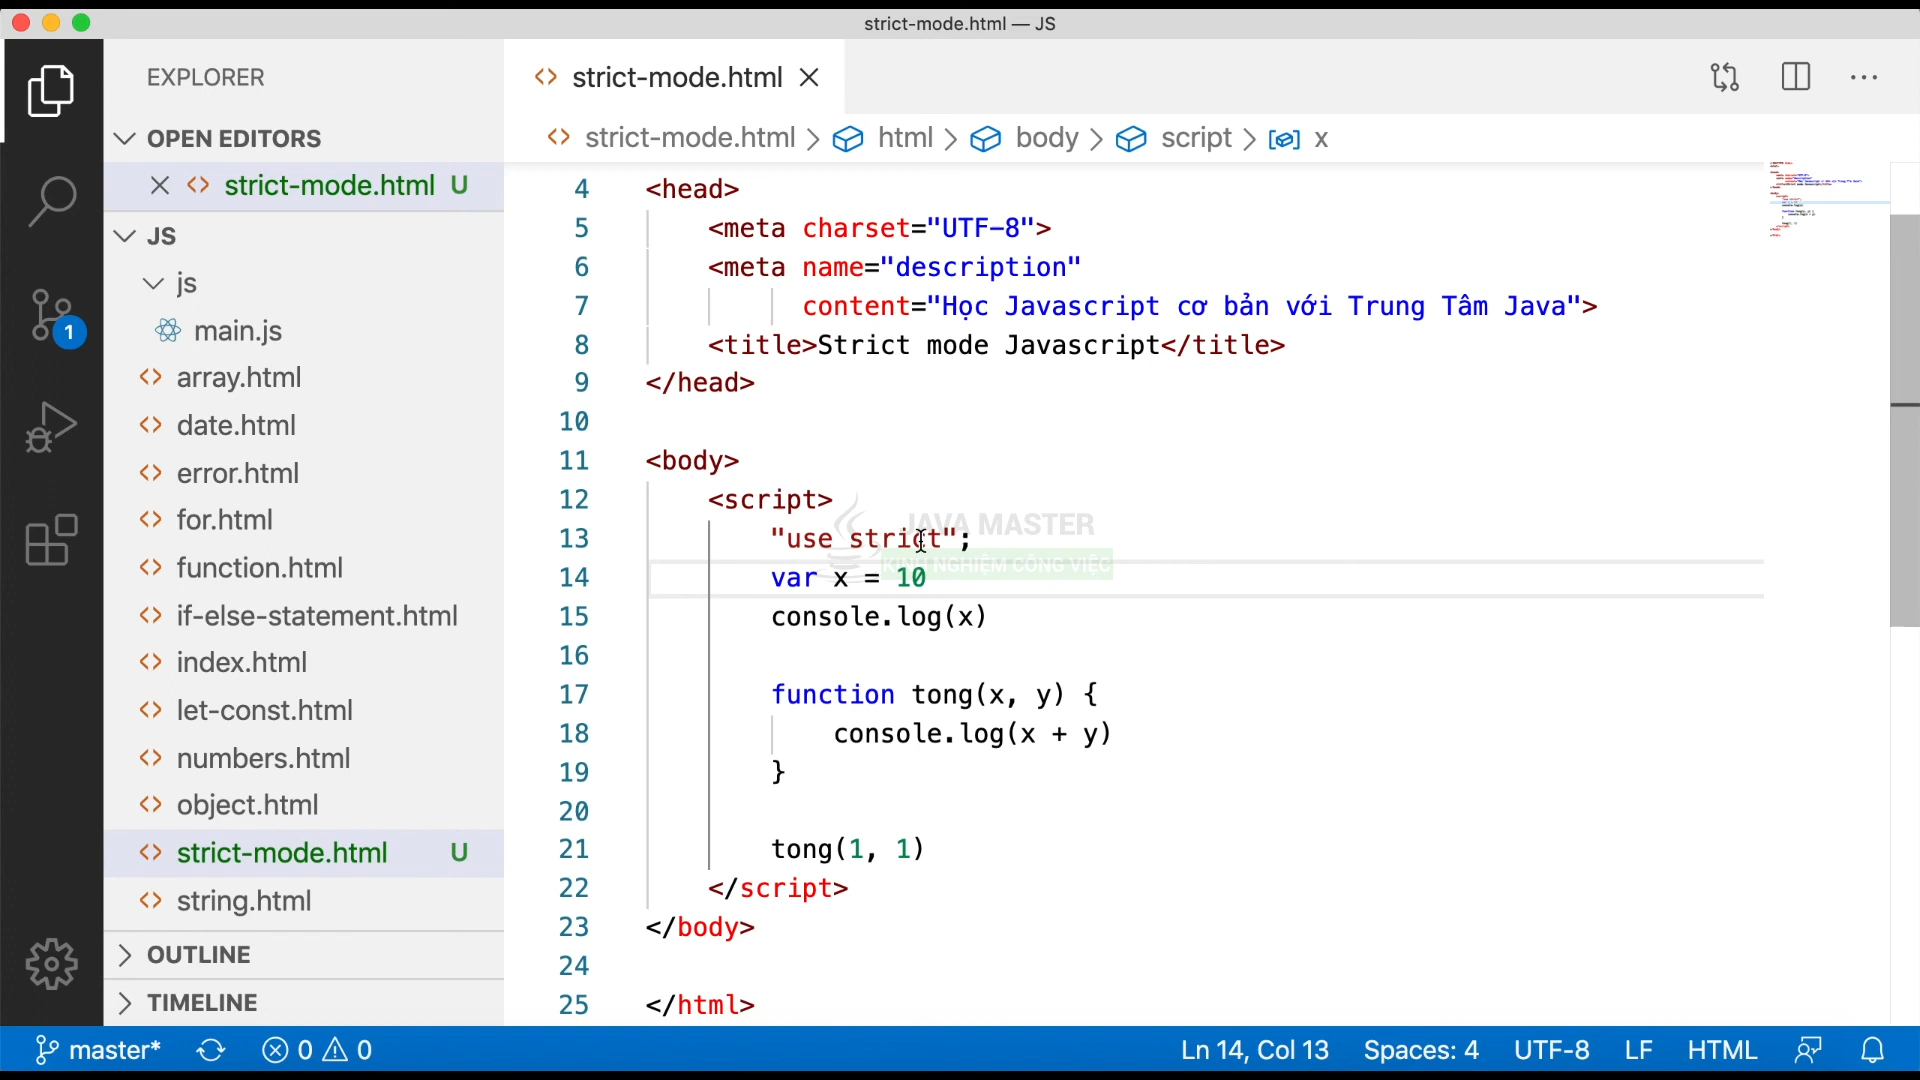 strict-mode.html — JS
EXPLORER
OPEN EDITORS
strict-mode.html U
JS
js
main.js
array.html
date.html
error.html
for.html
function.html
if-else-statement.html
index.html
let-const.html
numbers.html
object.html
strict-mode.html U
string.html
OUTLINE
TIMELINE
1
strict-mode.html
strict-mode.html > html > body > script > x
4 <head>
5 <meta charset="UTF-8">
6 <meta name="description"
7 content="Học Javascript cơ bản với Trung Tâm Java">
8 <title>Strict mode Javascript</title>
9 </head>
10
11 <body>
12 <script>
13 "use strict";
14 var x = 10
15 console.log(x)
16
17 function tong(x, y) {
18 console.log(x + y)
19 }
20
21 tong(1, 1)
22 </script>
23 </body>
24
25 </html>
JAVA MASTER
KINH NGHIỆM CÔNG VIỆC
master* 0 0 Ln 14, Col 13 Spaces: 4 UTF-8 LF HTML